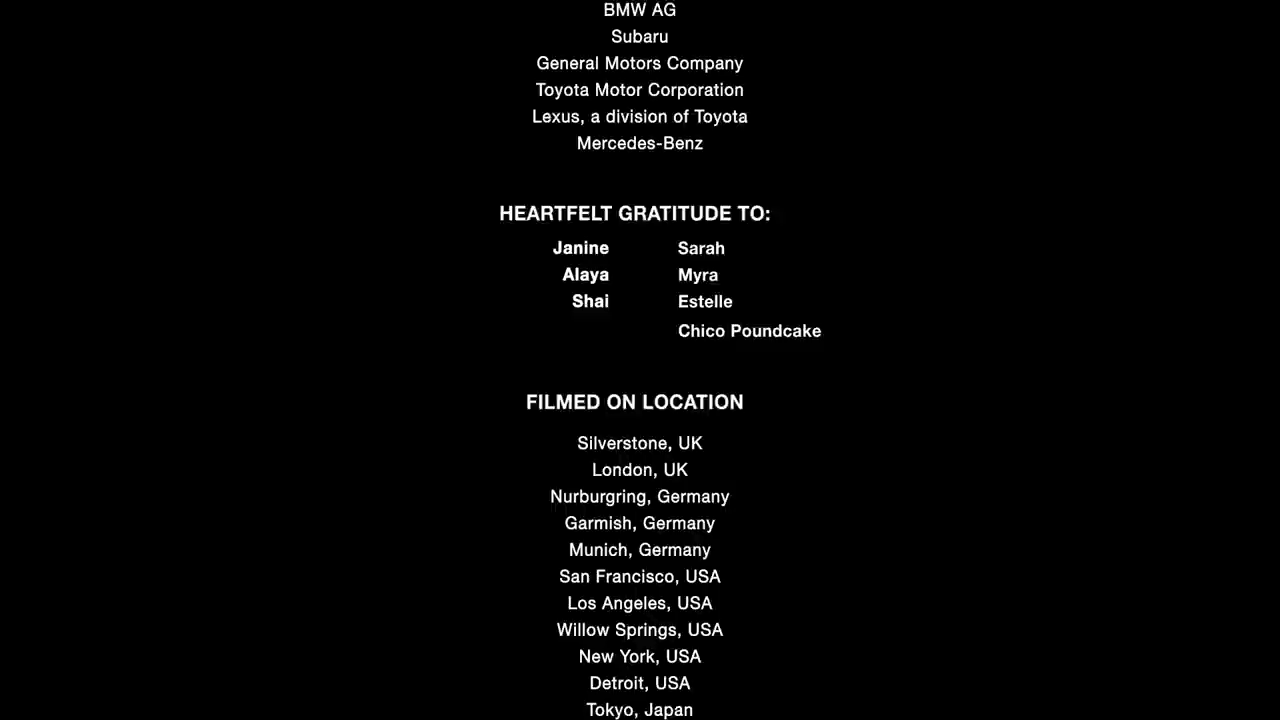 BMW AG
Subaru
General Motors Company
Toyota Motor Corporation
Lexus, a division of Toyota
Mercedes-Benz
HEARTFELT GRATITUDE TO:
Janine Sarah
Alaya Myra
Shai Estelle
Chico Poundcake
FILMED ON LOCATION
Silverstone, UK
London, UK
Nurburgring, Germany
Garmish, Germany
Munich, Germany
San Francisco, USA
Los Angeles, USA
Willow Springs, USA
New York, USA
Detroit, USA
Tokyo, Japan